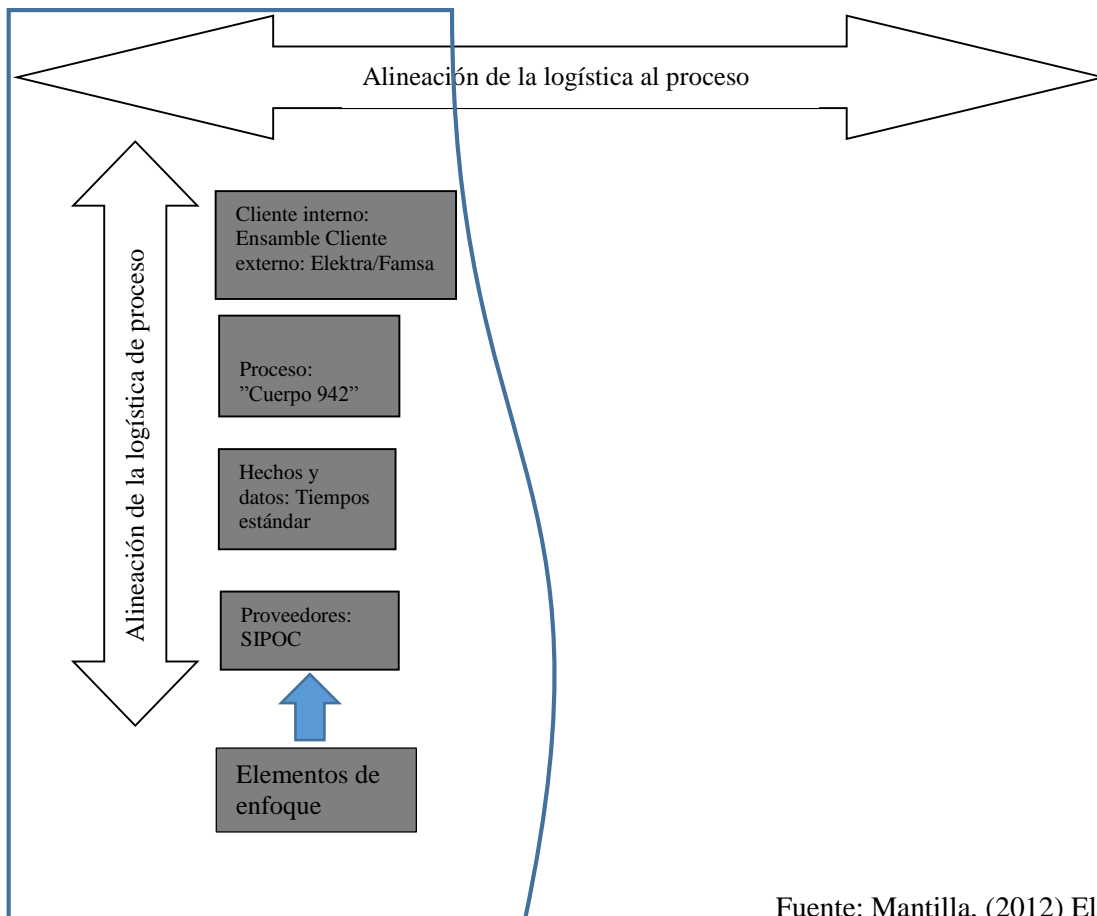 Alineación de la logística al proceso
Alineación de la logística de proceso
Cliente interno:
Ensamble Cliente
externo: Elektra/Famsa
Proceso:
”Cuerpo 942”
Hechos y
datos: Tiempos
estándar
Proveedores:
SIPOC
Elementos de
enfoque
Fuente: Mantilla, (2012) El